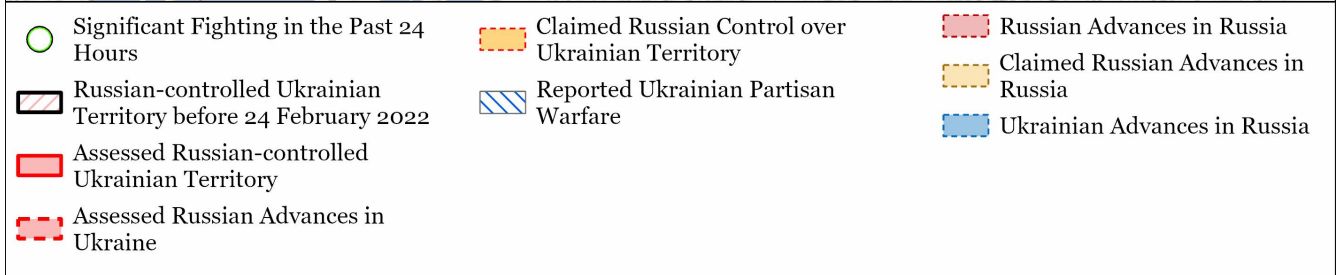 Significant Fighting in the Past 24
Hours
Russian-controlled Ukrainian
Territory before 24 February 2022
Assessed Russian-controlled
Ukrainian Territory
Assessed Russian Advances in
Ukraine
Claimed Russian Control over
Ukrainian Territory
Reported Ukrainian Partisan
Warfare
Russian Advances in Russia
Claimed Russian Advances in
Russia
Ukrainian Advances in Russia